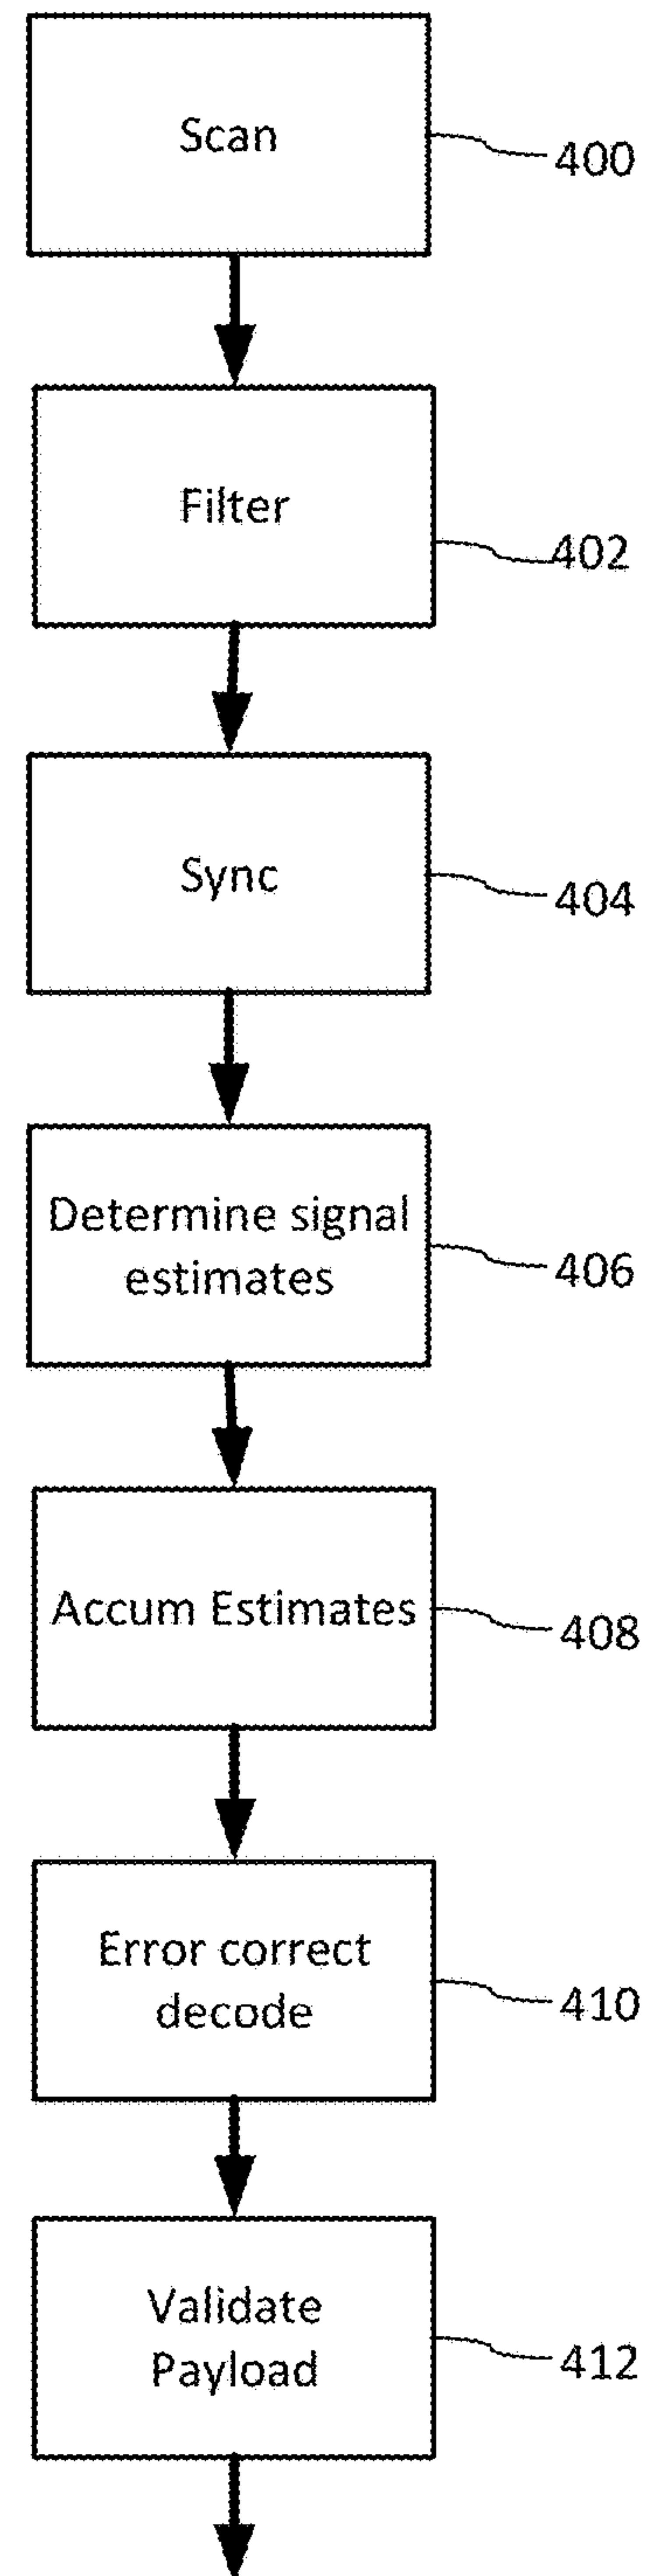 Scan
400
Filter
402
Sync
404
Determine signal
estimates
406
Accum Estimates
408
Error correct
decode
410
Validate
Payload
412